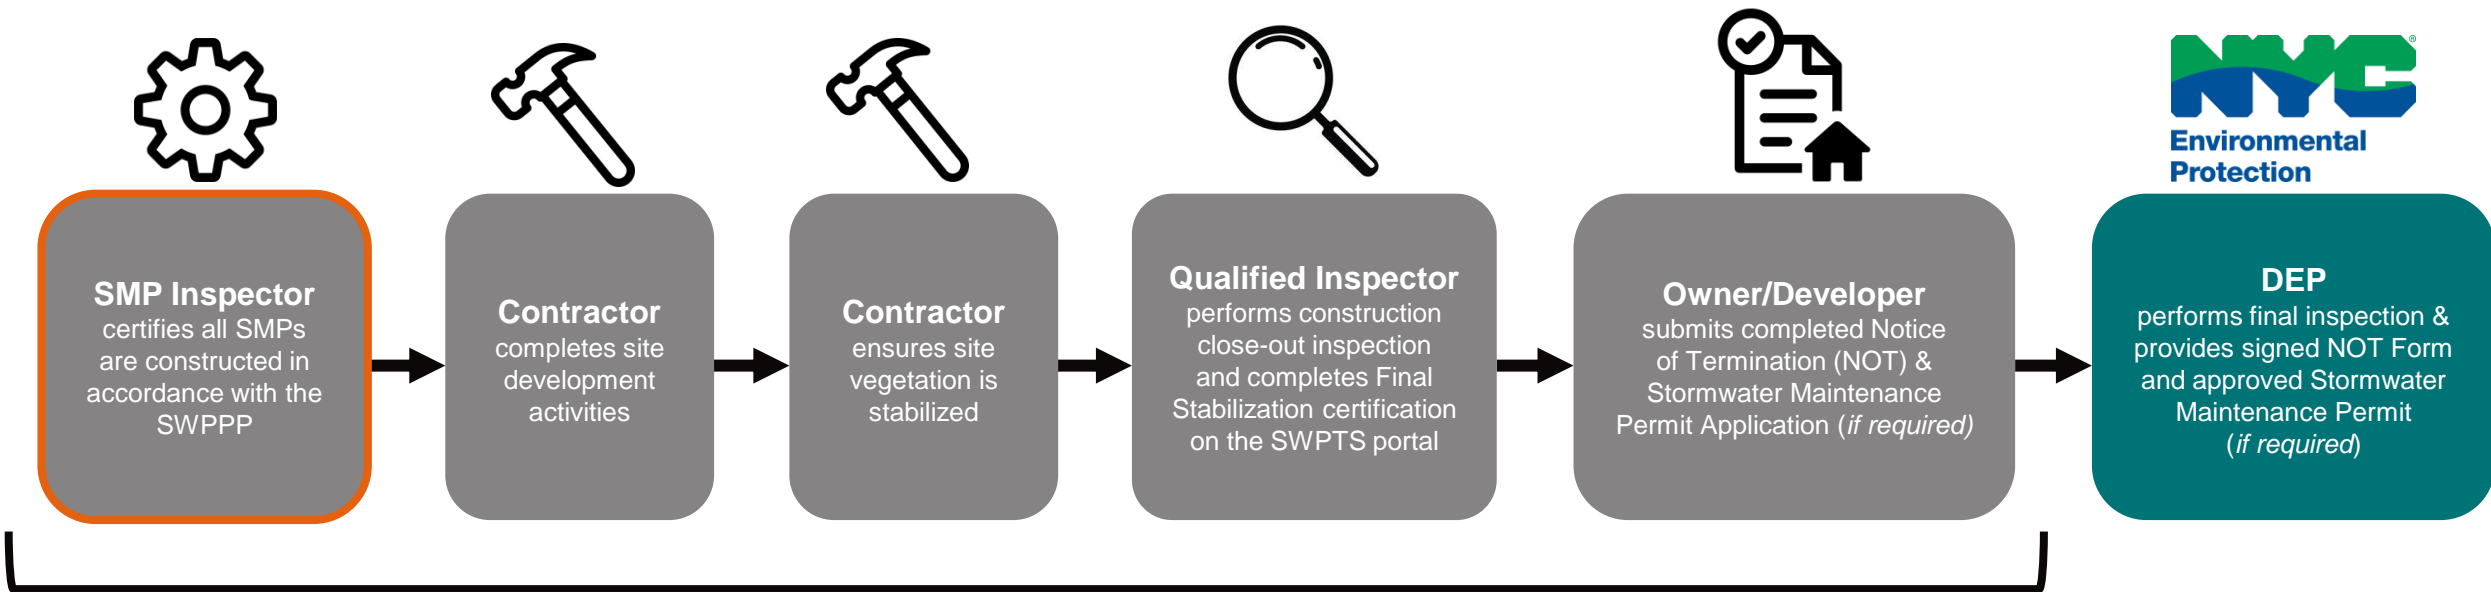 NYC
®
Environmental
Protection
SMP Inspector
certifies all SMPs
are constructed in
accordance with the
SWPPP
Contractor
completes site
development
activities
Contractor
ensures site
vegetation is
stabilized
Qualified Inspector
performs construction
close-out inspection
and completes Final
Stabilization certification
on the SWPTS portal
Owner/Developer
submits completed Notice
of Termination (NOT) &
Stormwater Maintenance
Permit Application (if required)
DEP
performs final inspection &
provides signed NOT Form
and approved Stormwater
Maintenance Permit
(if required)